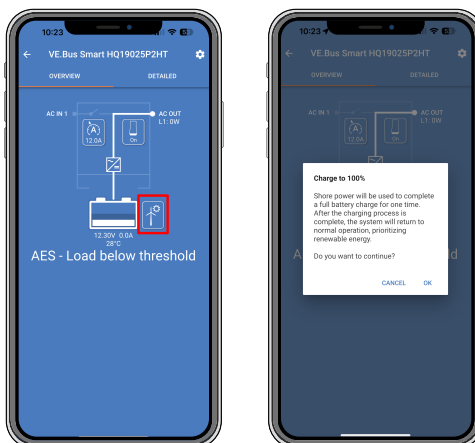 10:23
VE.Bus Smart HQ19025P2HT
OVERVIEW DETAILED
AC IN 1
AC OUT
L1: 0W
12.0A
On
12.30V 0.0A
28°C
AES - Load below threshold
10:23
VE.Bus Smart HQ19025P2HT
OVERVIEW DETAILED
AC IN 1
AC OUT
L1: 0W
12.0A
On
Charge to 100%
Shore power will be used to complete
a full battery charge for one time.
After the charging process is
complete, the system will return to
normal operation, prioritizing
renewable energy.
Do you want to continue?
CANCEL OK